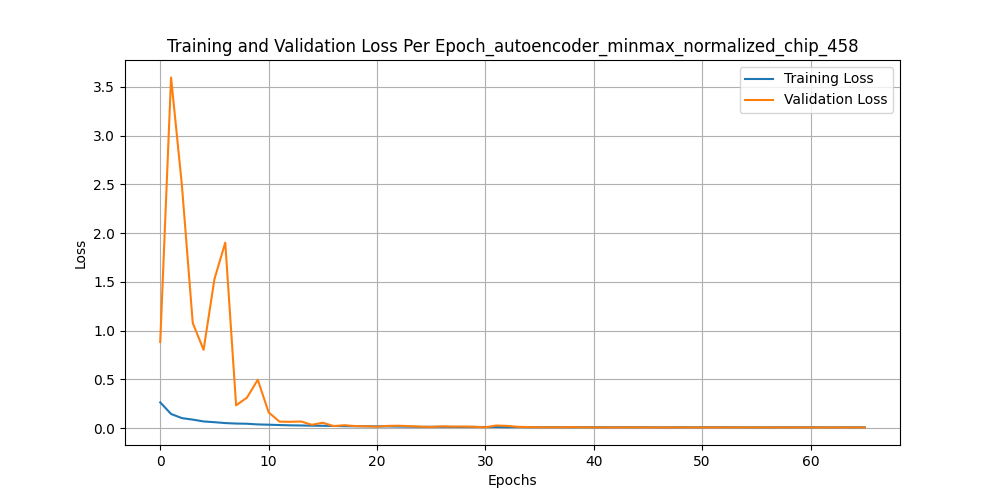 Training and Validation Loss Per Epoch_autoencoder_minmax_normalized_chip_458
Training Loss
Validation Loss
3.5
3.0
2.5
2.0
1.5
1.0
0.5
0.0
Loss
0 10 20 30 40 50 60
Epochs